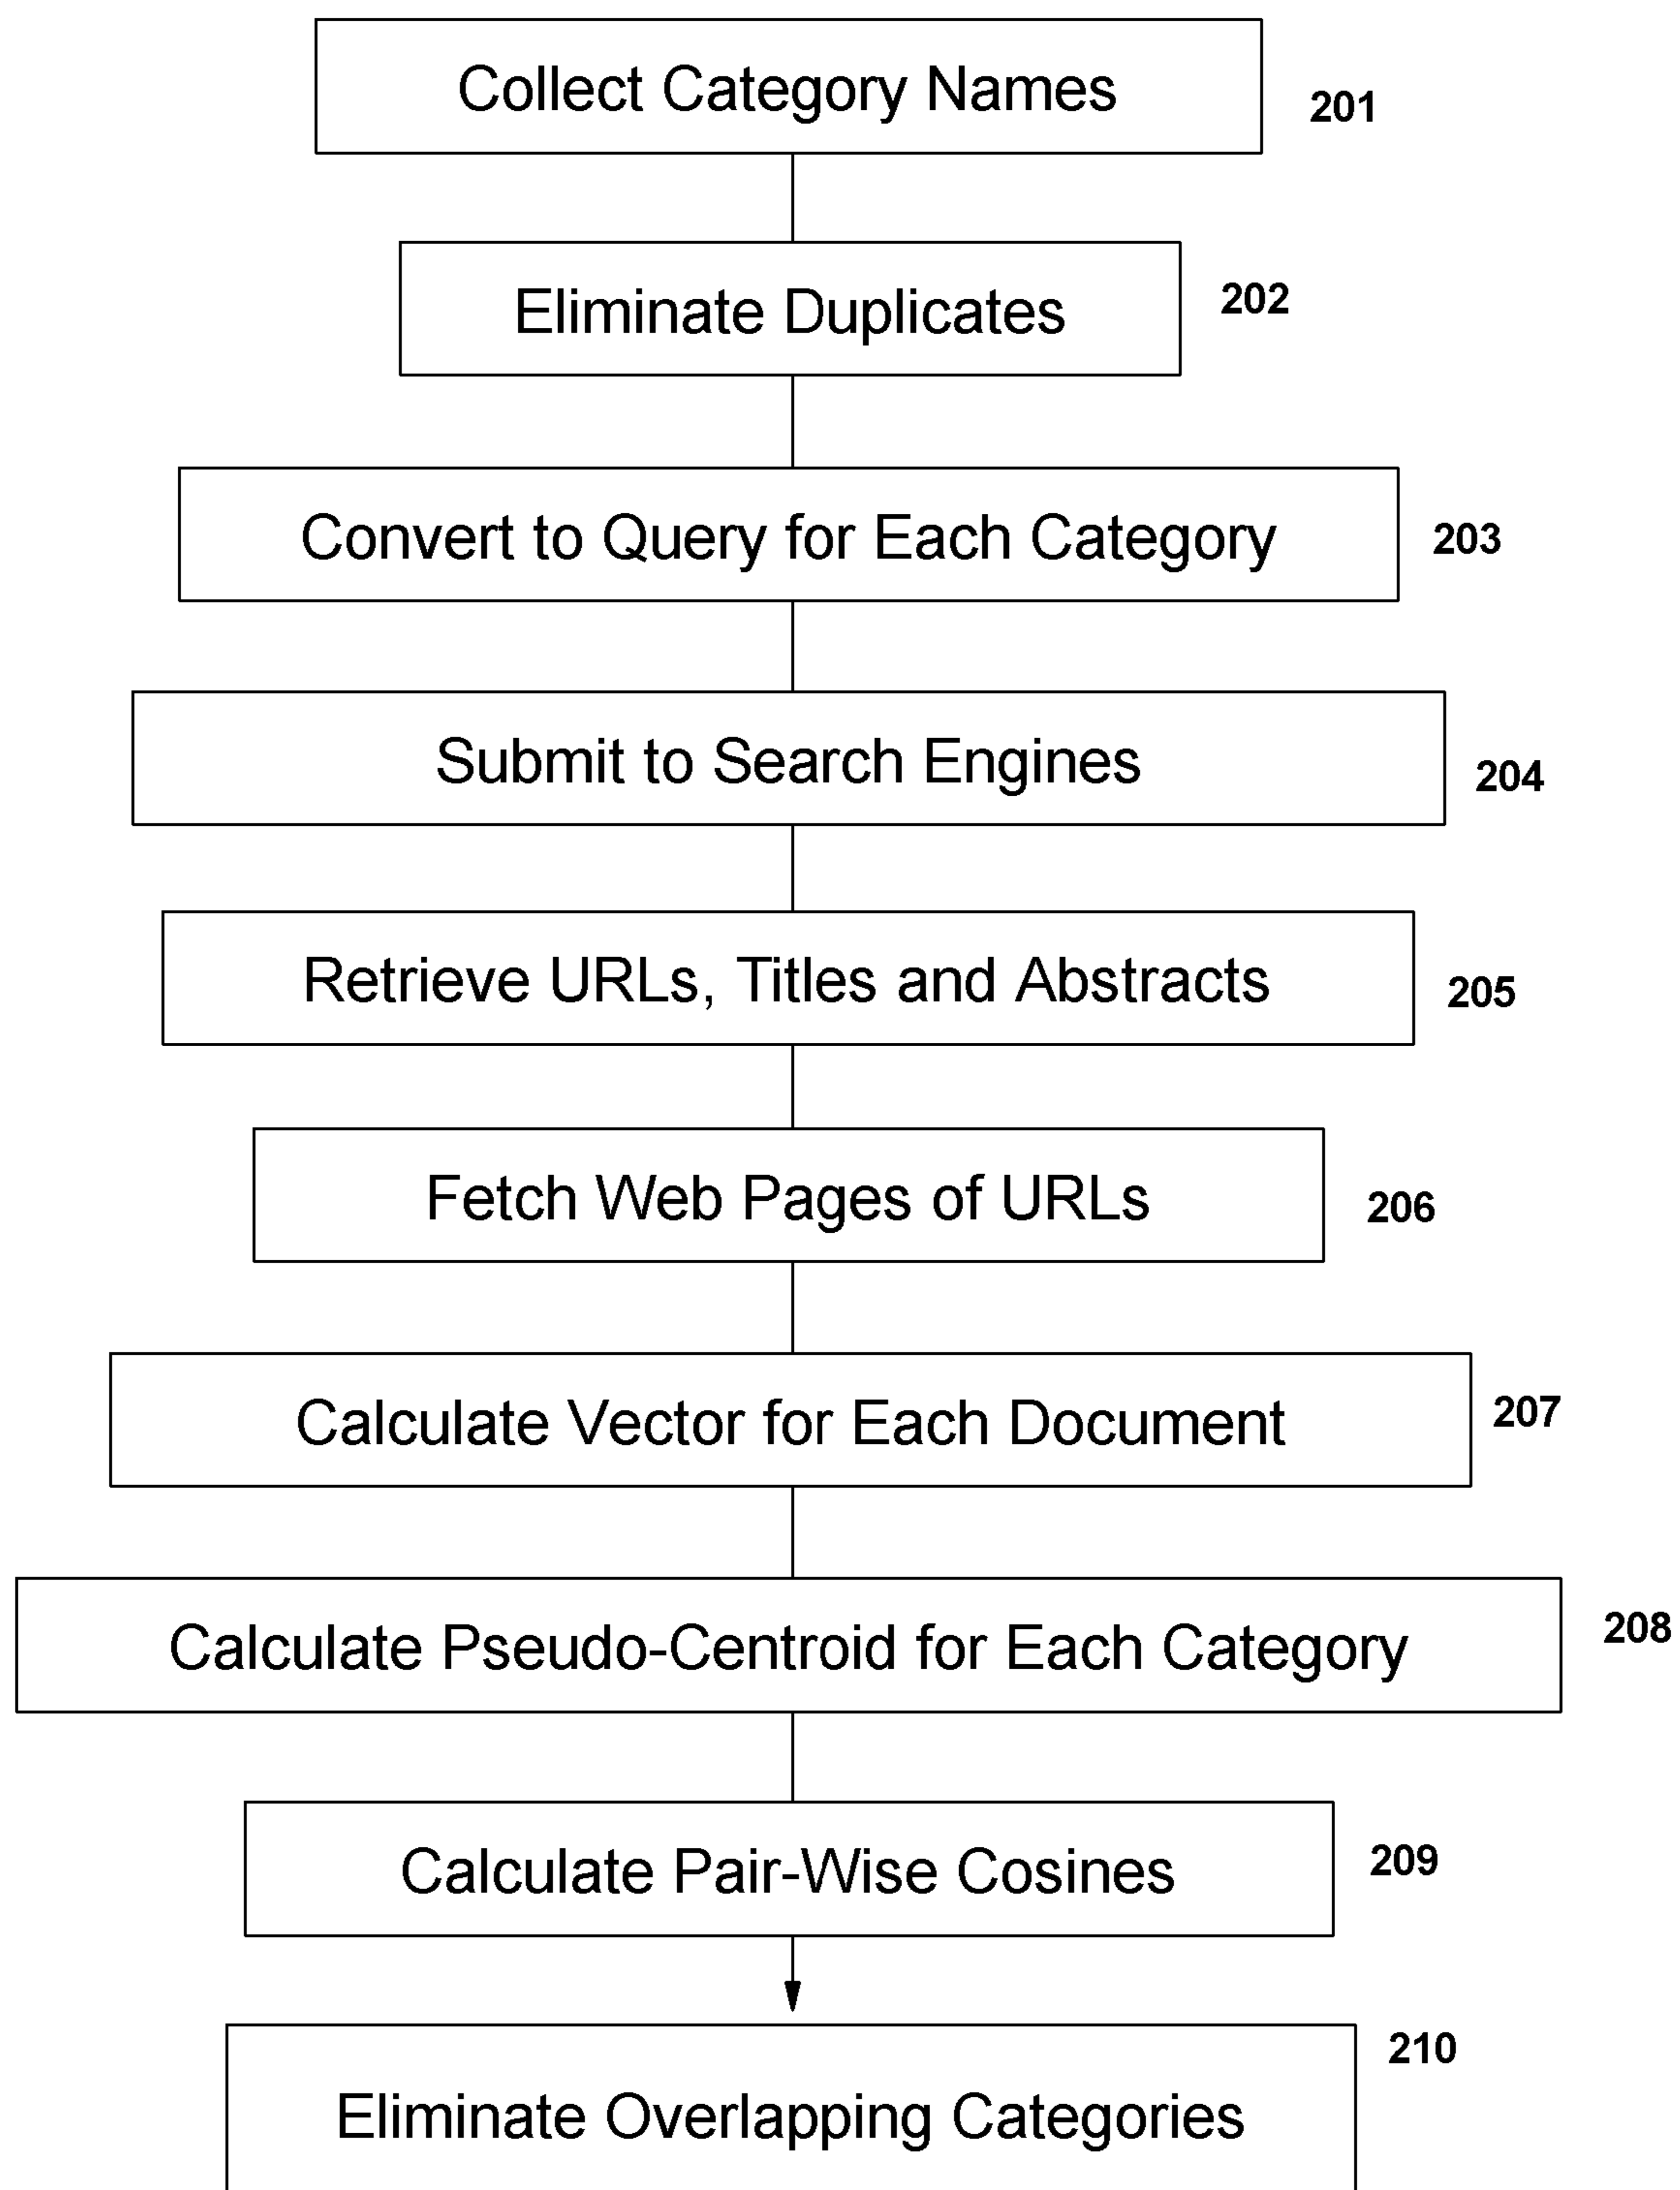 Collect Category Names
201
Eliminate Duplicates
202
Convert to Query for Each Category
203
Submit to Search Engines
204
Retrieve URLs, Titles and Abstracts
205
Fetch Web Pages of URLs
206
Calculate Vector for Each Document
207
Calculate Pseudo-Centroid for Each Category
208
Calculate Pair-Wise Cosines
209
210
Eliminate Overlapping Categories